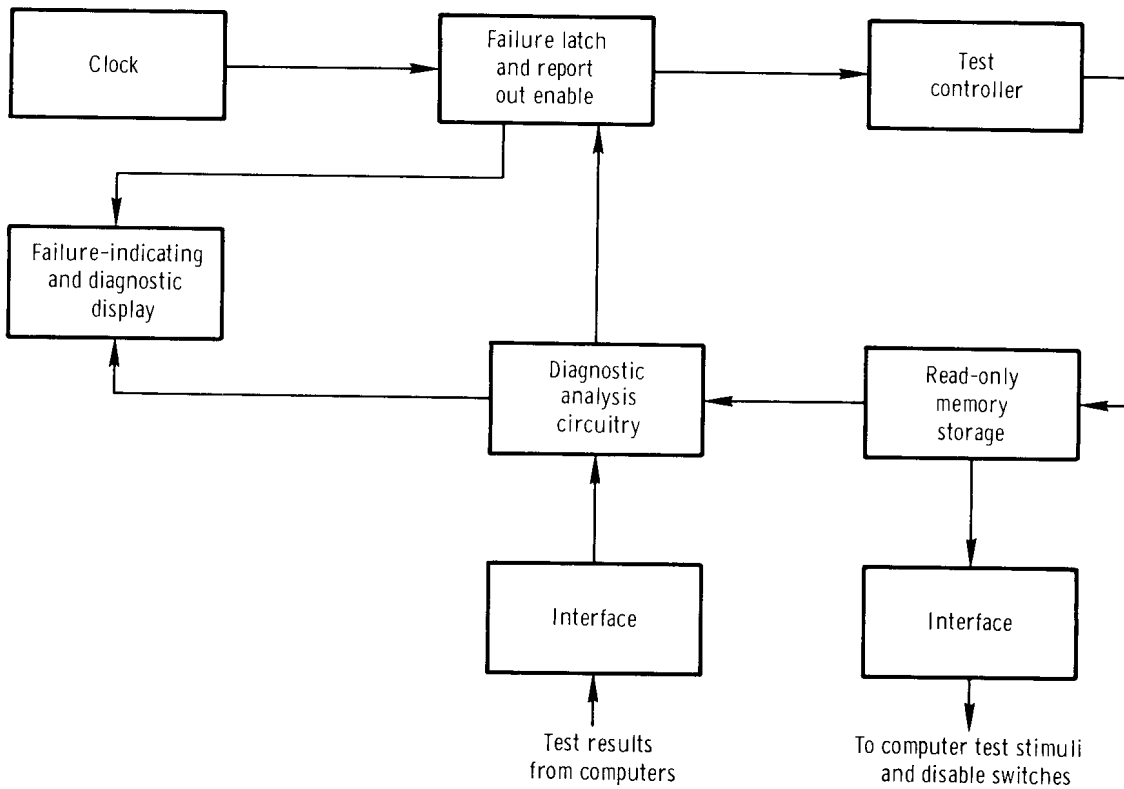 Clock
Failure latch
and report
out enable
Test
controller
Failure-indicating
and diagnostic
display
Diagnostic
analysis
circuitry
Read-only
memory
storage
Interface
Interface
Test results
from computers
To computer test stimuli
and disable switches